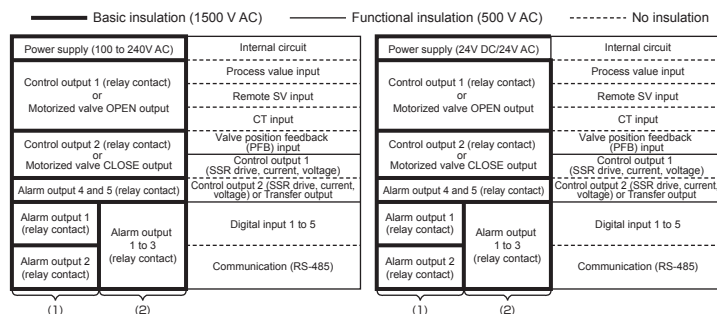 Basic insulation (1500 V AC)
Functional insulation (500 V AC)
No insulation
Power supply (100 to 240V AC)
Control output 1 (relay contact)
or
Motorized valve OPEN output
Control output 2 (relay contact)
or
Motorized valve CLOSE output
Alarm output 4 and 5 (relay contact)
Alarm output 1
(relay contact)
Alarm output 2
(relay contact)
Alarm output
1 to 3
(relay contact)
Internal circuit
Process value input
Remote SV input
CT input
Valve position feedback
(PFB) input
Control output 1
(SSR drive, current, voltage)
Control output 2 (SSR drive, current,
voltage) or Transfer output
Digital input 1 to 5
Communication (RS-485)
(1)
(2)
Power supply (24V DC/24V AC)
Control output 1 (relay contact)
or
Motorized valve OPEN output
Control output 2 (relay contact)
or
Motorized valve CLOSE output
Alarm output 4 and 5 (relay contact)
Alarm output 1
(relay contact)
Alarm output 2
(relay contact)
Alarm output
1 to 3
(relay contact)
Internal circuit
Process value input
Remote SV input
CT input
Valve position feedback
(PFB) input
Control output 1
(SSR drive, current, voltage)
Control output 2 (SSR drive, current,
voltage) or Transfer output
Digital input 1 to 5
Communication (RS-485)
(1)
(2)